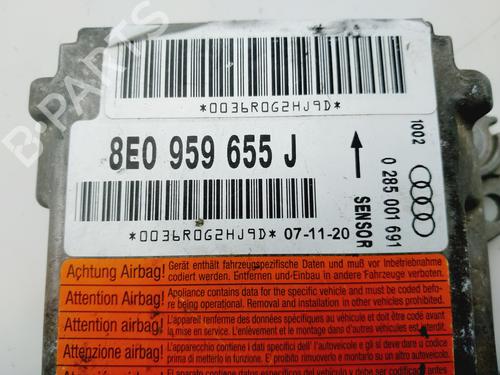 *0036R0G2HJ9D*
8E0 959 655 J
*0036R0G2HJ9D* 07-11-20
SENSOR
1002
0 285 001 691
Achtung Airbag! Gerät enthält fahrzeugspezifische Daten und muß vor Inbetriebnahme
codiert werden. Entfernen und-Einbau in andere Fahrzeuge verboten.
Attention Airbag! Appliance contains data for the specific vehicle and must be coded before
being operated. Removal and installation in other vehicles prohibited.
Attention airbag! L'appareil renferme des données spécifiques au véhicule et doit être codé avant
la mise en service. L'enlèvement et le montage dans d'autres véhicules sont interdits.
Attenzione airbag! L'apparecchio contiene dati specifici dell'autoveicolo e gli si deve dare un codice
prima di metterlo in funzione. E' proibito rimuoverlo e montarlo su un altro autoveicolo.
B-PARTS